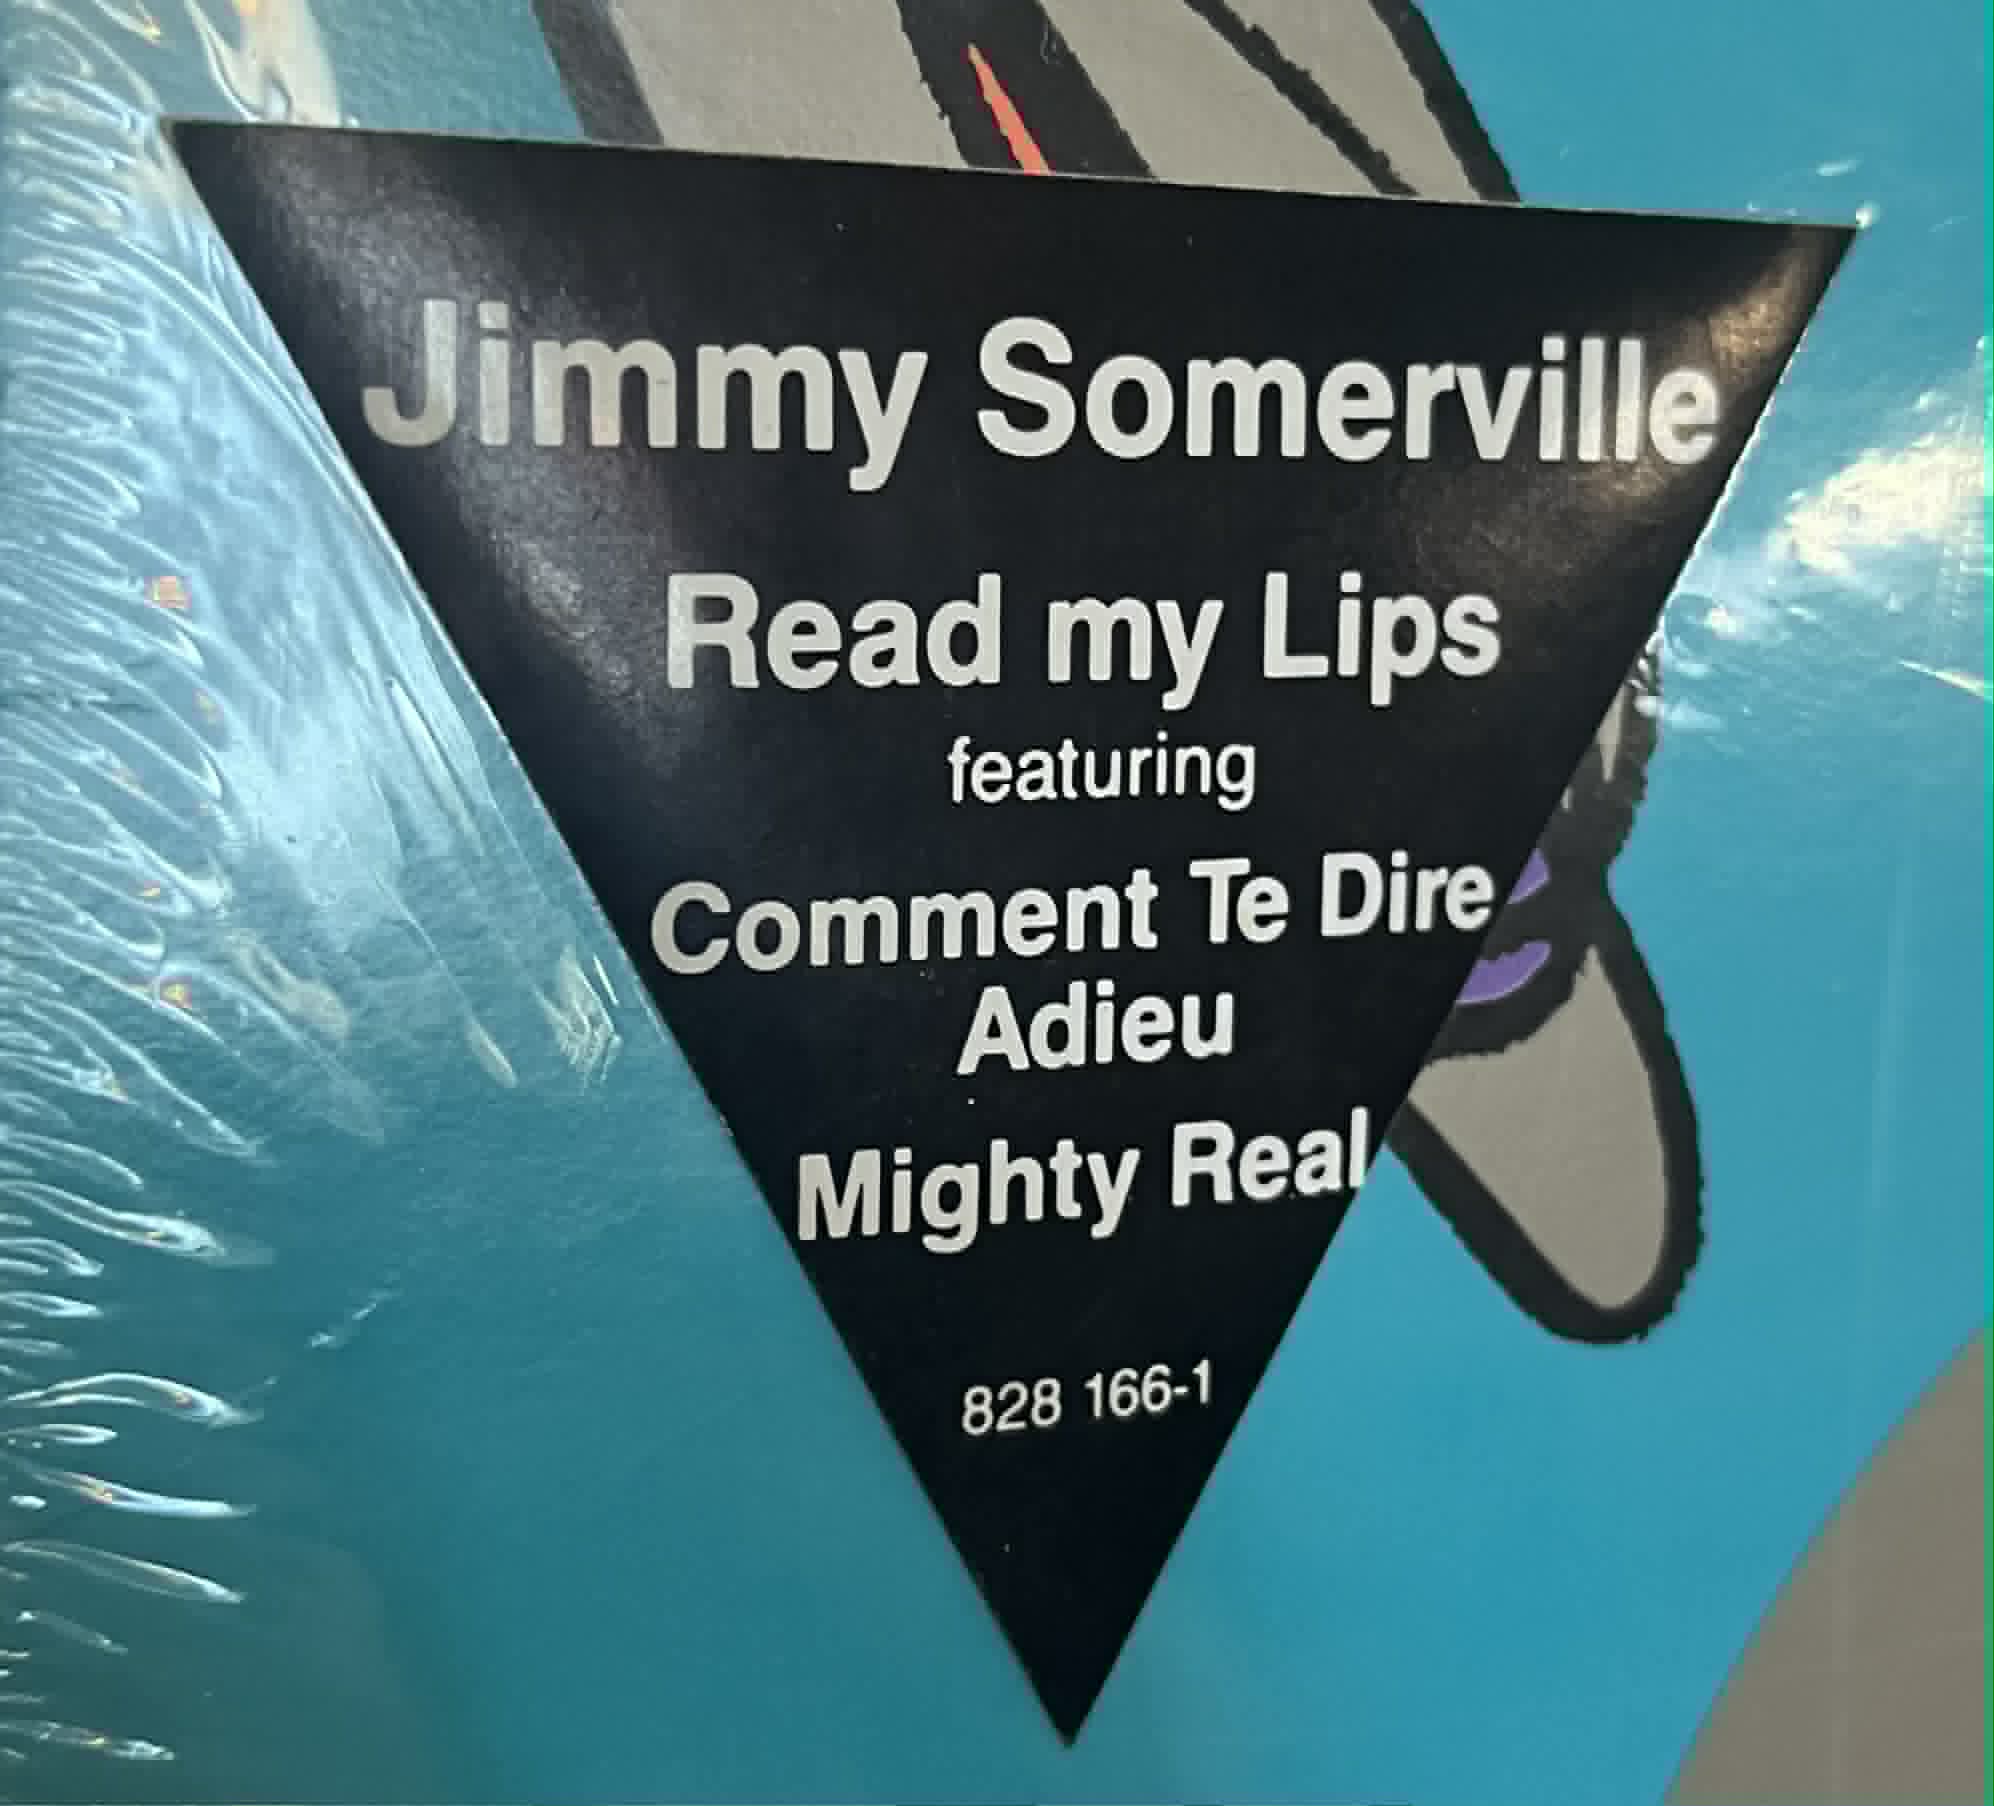 Jimmy Somerville
Read my Lips
featuring
Comment Te Dire
Adieu
Mighty Real
828 166-1